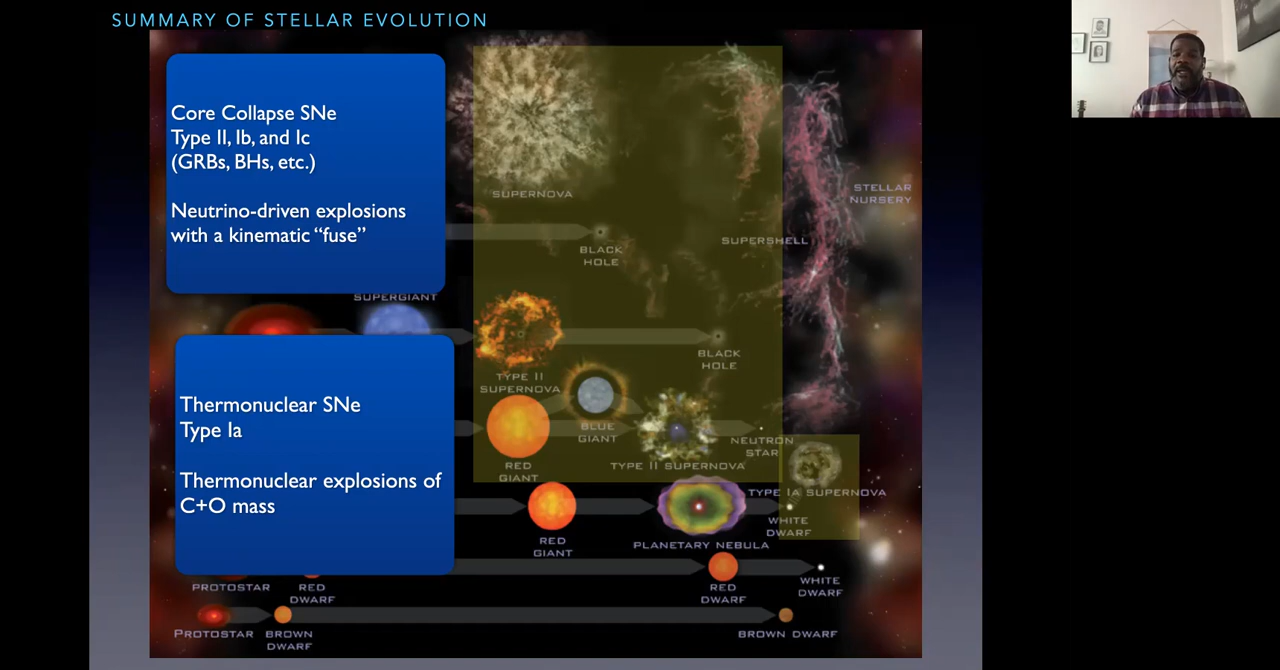 SUMMARY OF STELLAR EVOLUTION
Core Collapse SNe
Type II, Ib, and Ic
(GRBs, BHs, etc.)
Neutrino-driven explosions
with a kinematic “fuse”
SUPERNOVA
STELLAR
NURSERY
SUPERSHELL
BLACK
HOLE
SUPERGIANT
BLACK
HOLE
TYPE II
SUPERNOVA
Thermonuclear SNe
Type Ia
Thermonuclear explosions of
C+O mass
BLUE
GIANT
NEUTRON
STAR
RED
GIANT
TYPE II SUPERNOVA
TYPE IA SUPERNOVA
WHITE
DWARF
RED
GIANT
PLANETARY NEBULA
PROTOSTAR
RED
DWARF
RED
DWARF
WHITE
DWARF
PROTOSTAR
BROWN
DWARF
BROWN DWARF